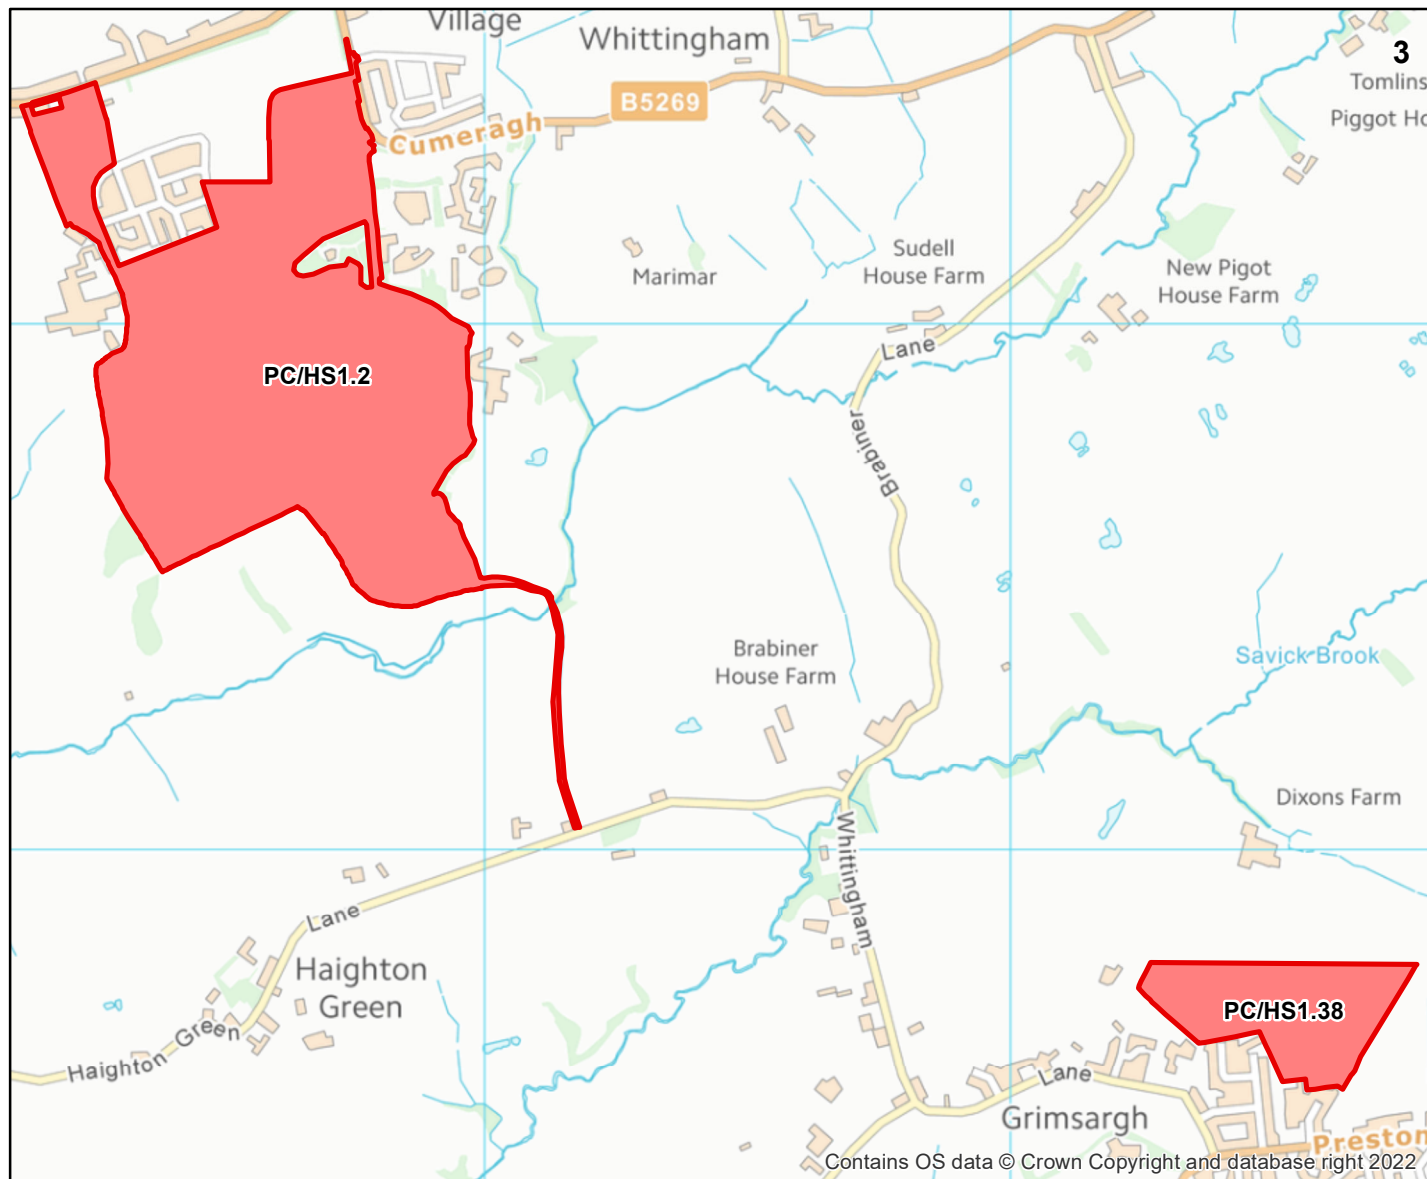 Village
Whittingham
3
Tomlins
Piggot Ho
B5269
Cumeragh
Sudell
House Farm
Marimar
New Pigot
House Farm
Lane
PC/HS1.2
Brabiner
Brabiner
House Farm
Savick Brook
Dixons Farm
Whittingham
Lane
Haighton
Green
PC/HS1.38
Haighton Green
Lane
Grimsargh
Preston
Contains OS data © Crown Copyright and database right 2022